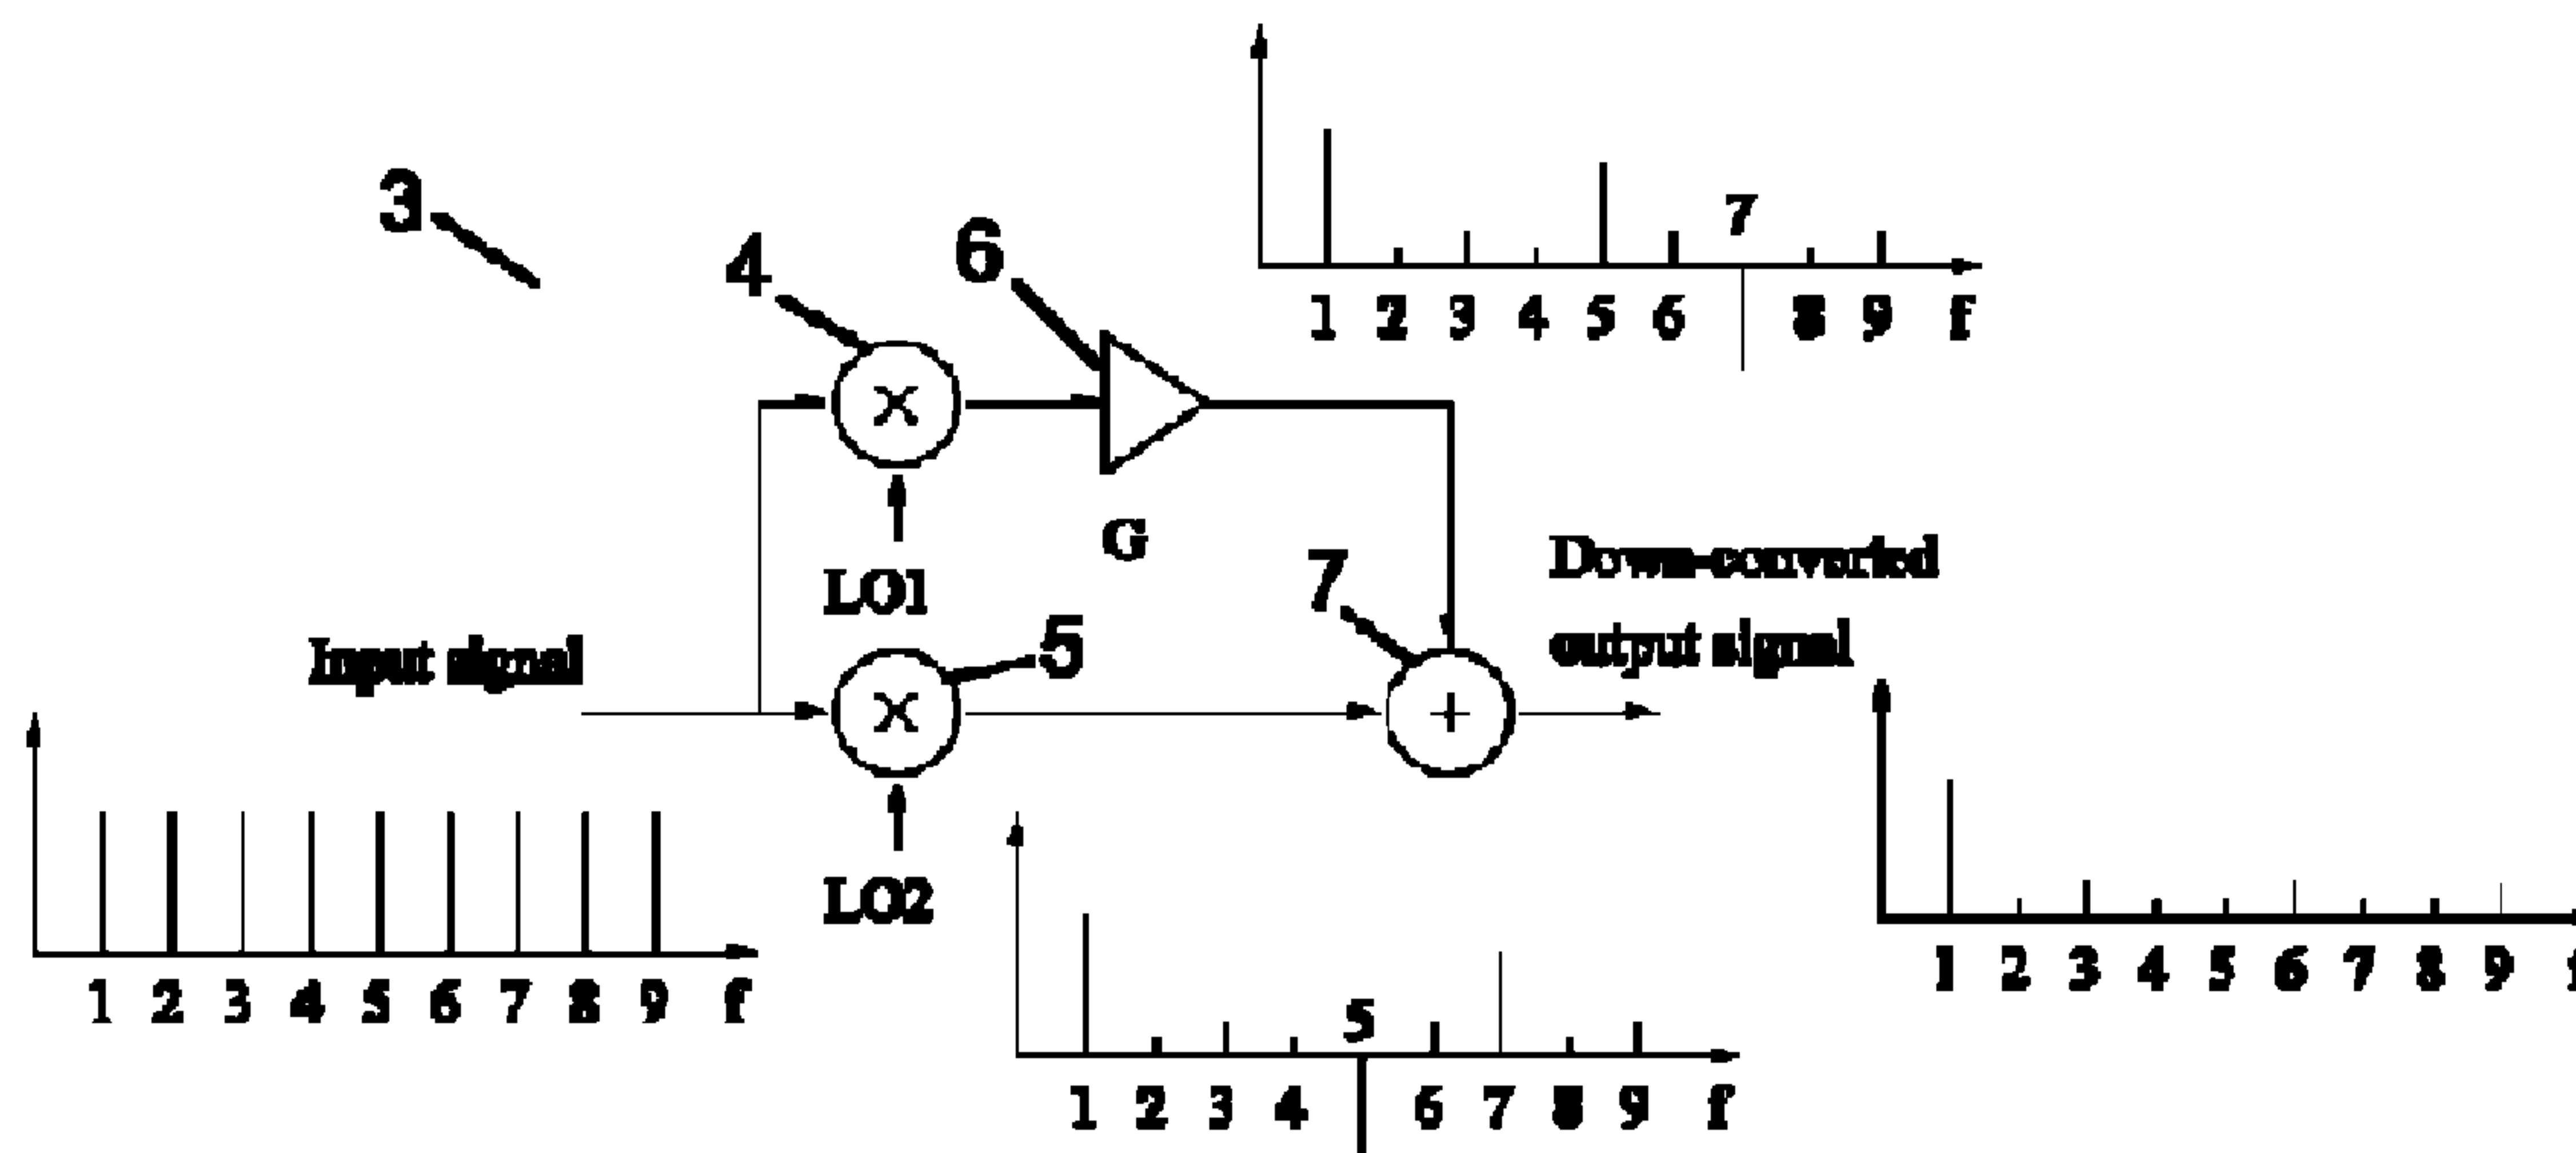 7
1 2 3 4 5 6 8 9 f
3
4
6
G
LO1
7
Down-converted
output signal
Input signal
5
LO2
1 2 3 4 5 6 7 8 9 f
1 2 3 4 5 6 7 8 9
5
1 2 3 4 6 7 8 9 f